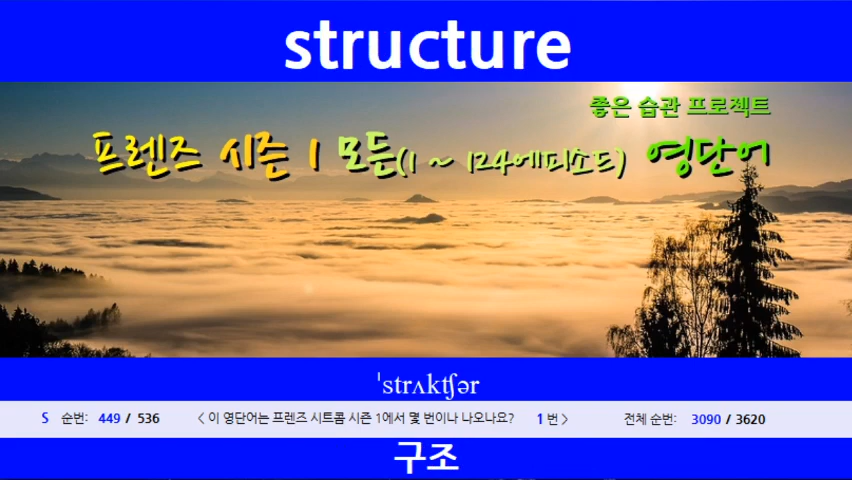 structure
좋은 습관 프로젝트
프렌즈 시즌 1 모든(1 ~ 124에피소드) 영단어
ˈstrʌktʃər
S 순번: 449 / 536 < 이 영단어는 프렌즈 시트콤 시즌 1에서 몇 번이나 나오나요? 1 번 > 전체 순번: 3090 / 3620
구조